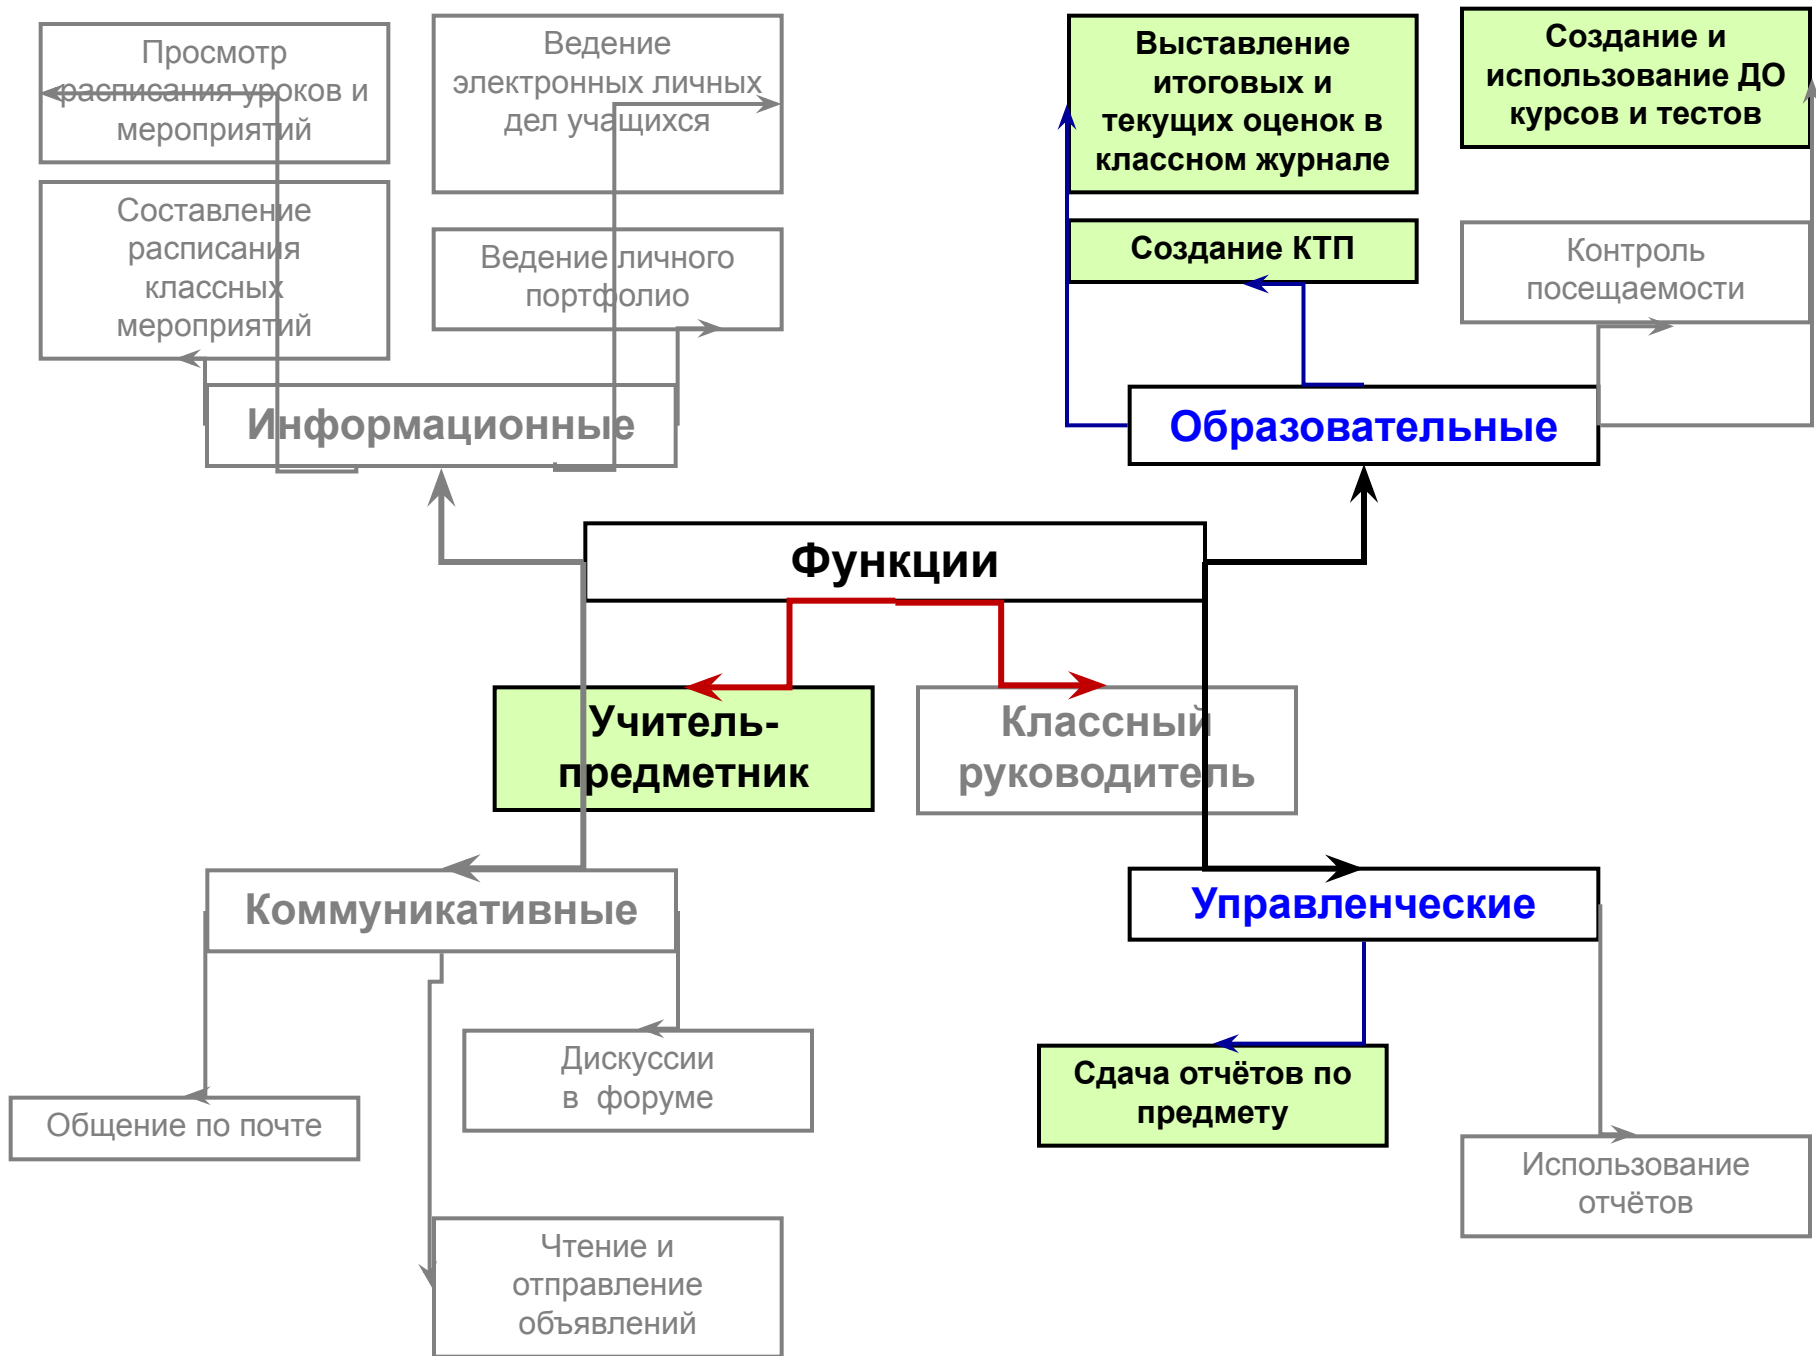 Просмотр
расписания уроков и
мероприятий
Ведение
электронных личных
дел учащихся
Выставление
итоговых и
текущих оценок в
классном журнале
Создание и
использование ДО
курсов и тестов
Составление
расписания
классных
мероприятий
Ведение личного
портфолио
Создание КТП
Контроль
посещаемости
Информационные
Образовательные
Функции
Учитель-
предметник
Классный
руководитель
Коммуникативные
Управленческие
Дискуссии
в форуме
Сдача отчётов по
предмету
Общение по почте
Использование
отчётов
Чтение и
отправление
объявлений